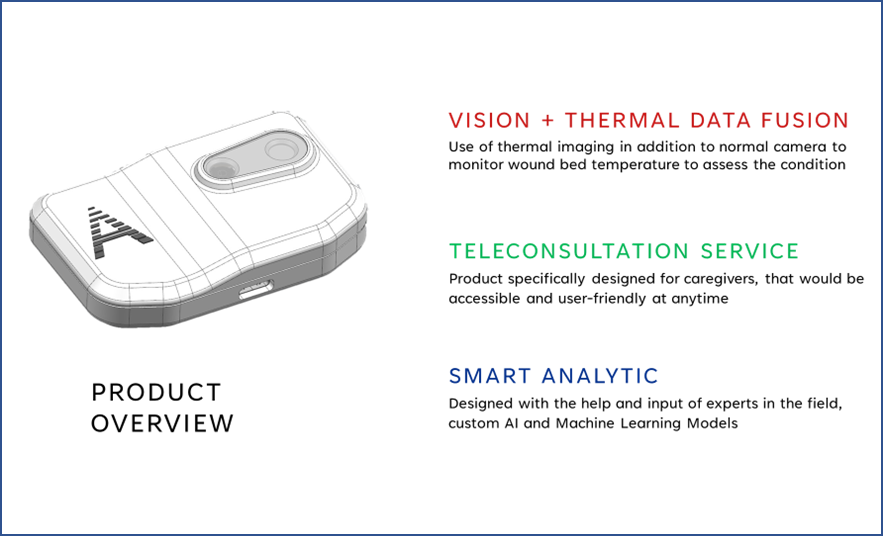 VISION + THERMAL DATA FUSION
Use of thermal imaging in addition to normal camera to
monitor wound bed temperature to assess the condition
TELECONSULTATION SERVICE
Product specifically designed for caregivers, that would be
accessible and user-friendly at anytime
SMART ANALYTIC
Designed with the help and input of experts in the field,
custom AI and Machine Learning Models
A
PRODUCT
OVERVIEW